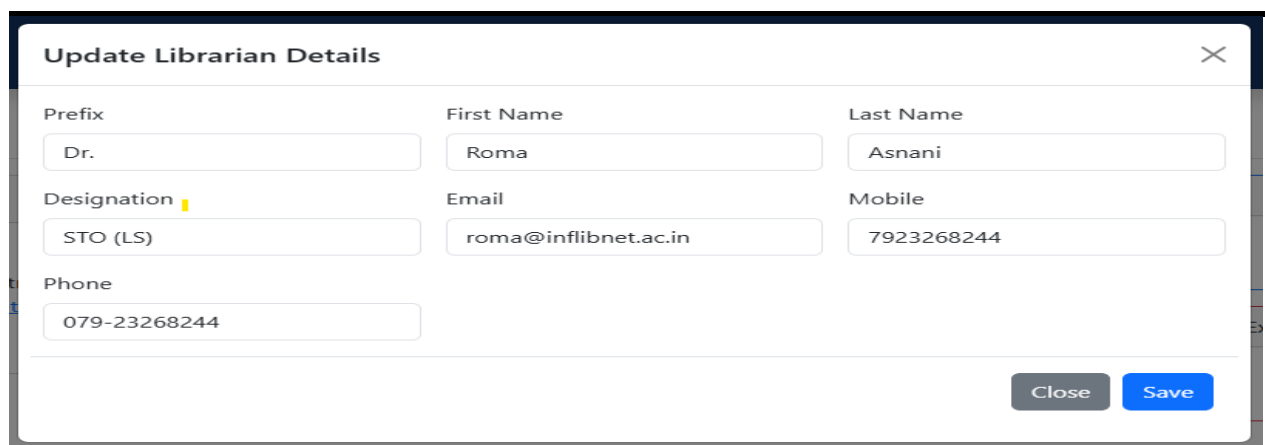 Update Librarian Details
Prefix First Name Last Name
Dr. Roma Asnani
Designation Email Mobile
STO (LS) roma@inflibnet.ac.in 7923268244
Phone
079-23268244
Close Save